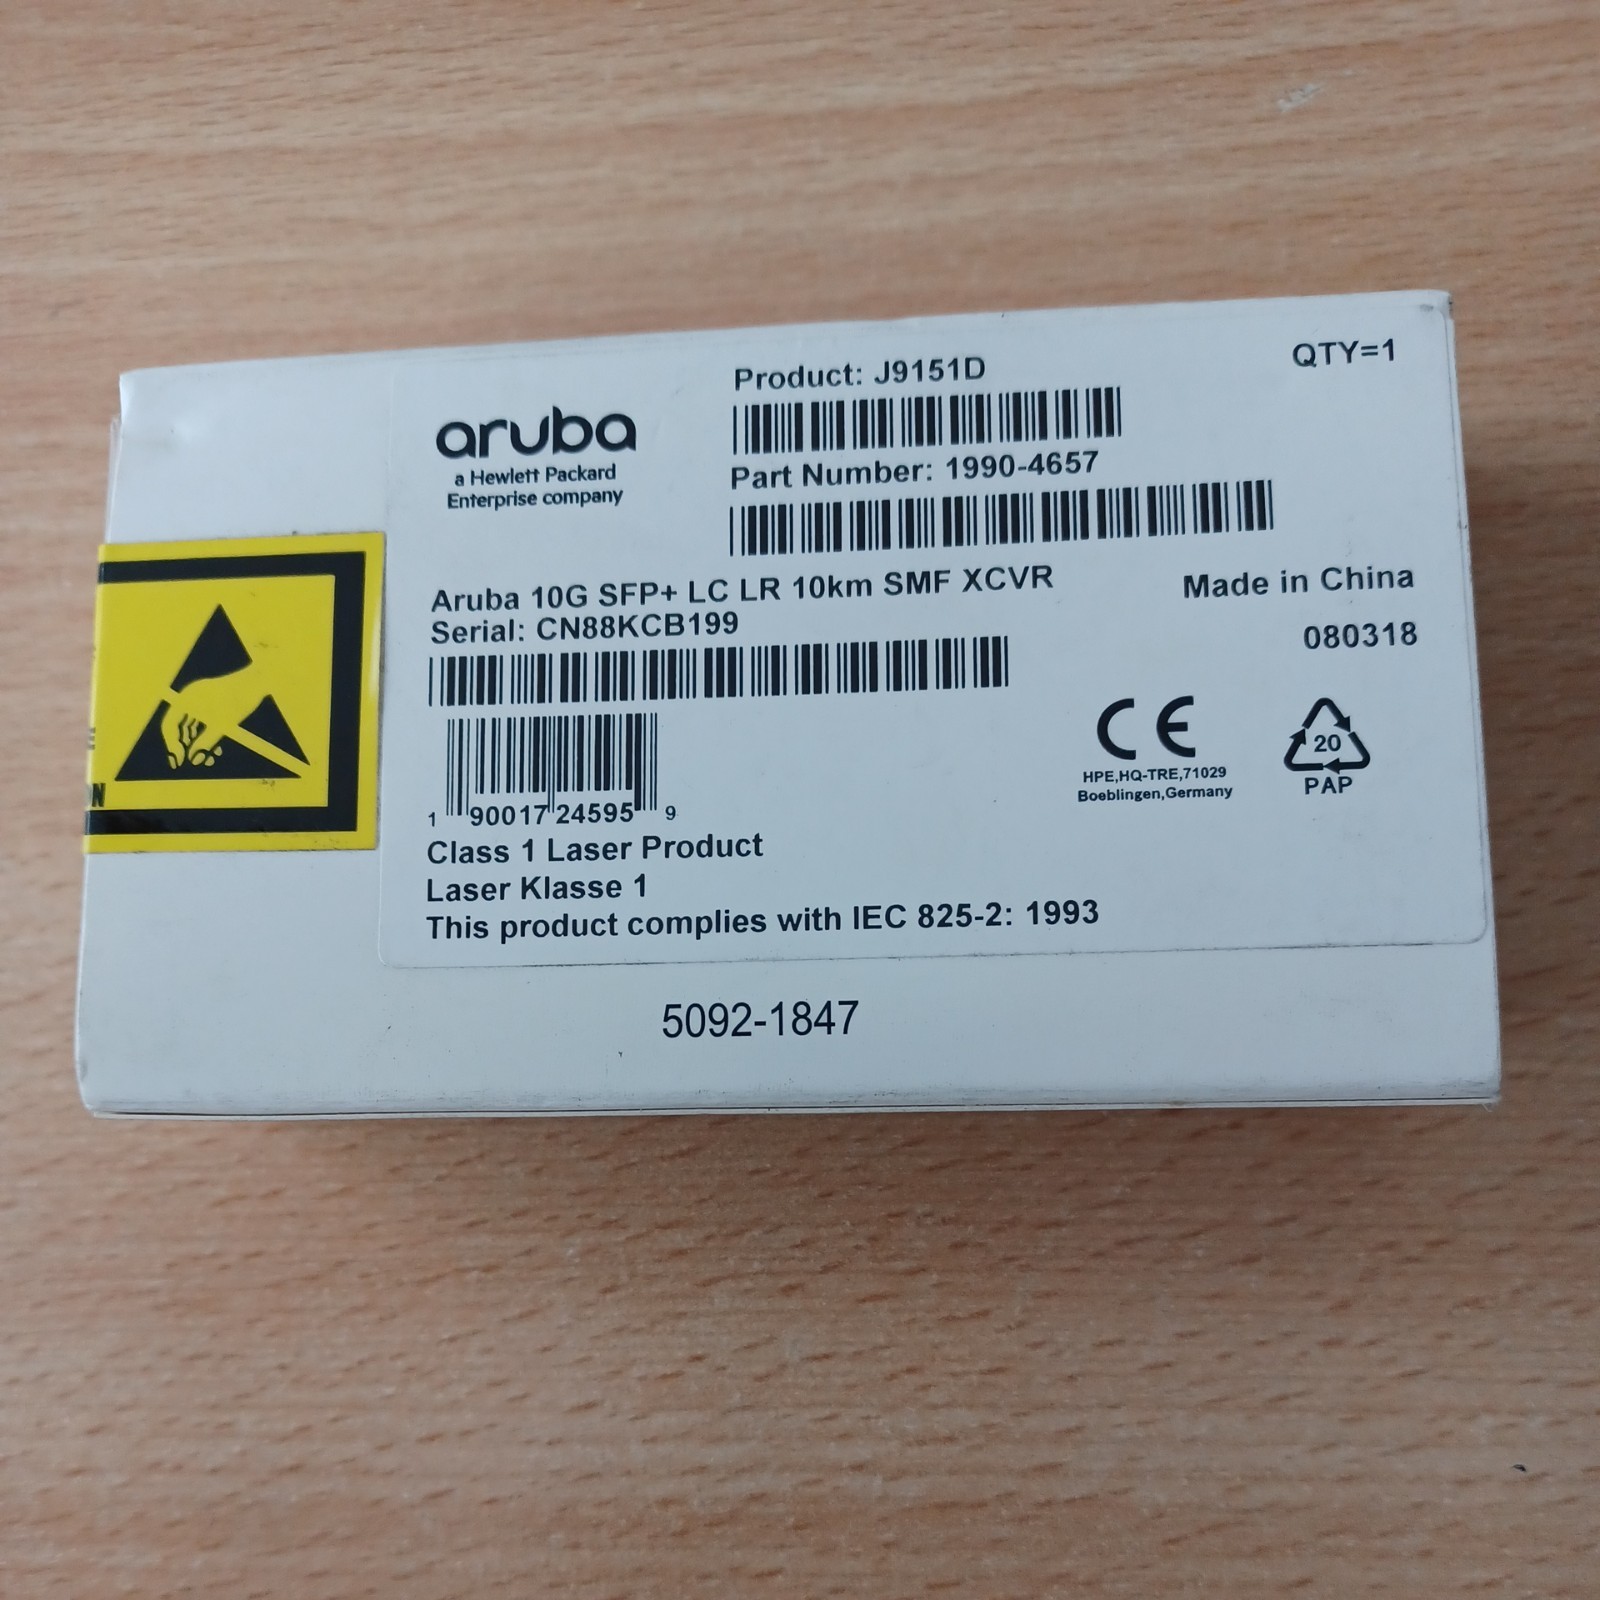 QTY=1
Product: J9151D
aruba
a Hewlett Packard
Enterprise company
Part Number: 1990-4657
Aruba 10G SFP+ LC LR 10km SMF XCVR
Made in China
Serial: CN88KCB199
080318
CE
HPE,HQ-TRE,71029
Boeblingen,Germany
20
PAP
1 90017 24595 9
Class 1 Laser Product
Laser Klasse 1
This product complies with IEC 825-2: 1993
5092-1847